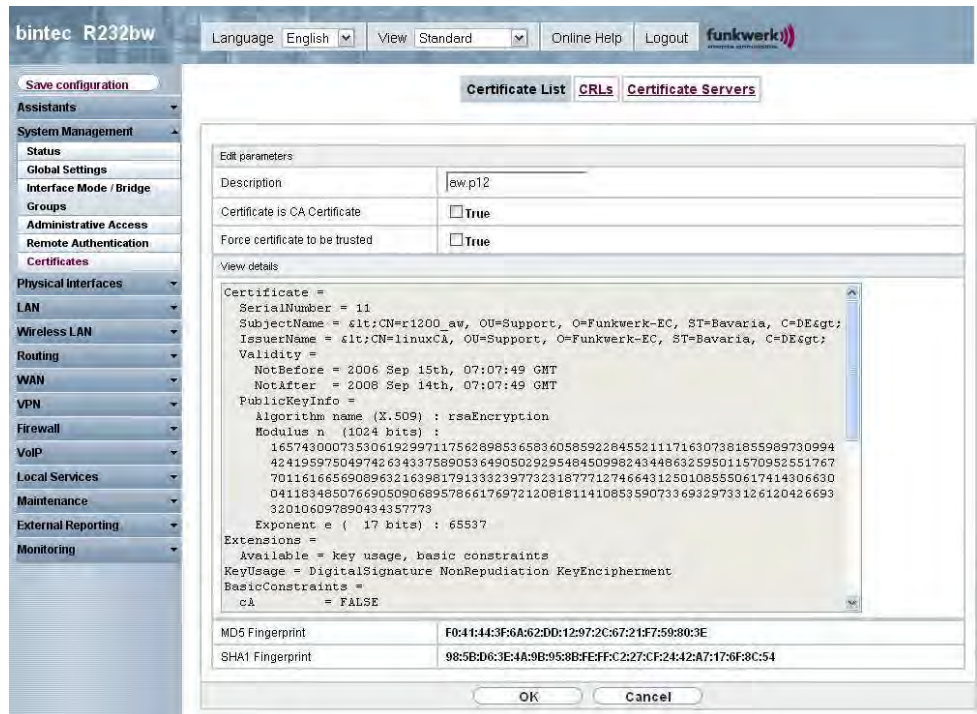 bintec R232bw
Language English View Standard Online Help Logout funkwerk
Save configuration
Assistants
System Management
Status
Global Settings
Interface Mode / Bridge
Groups
Administrative Access
Remote Authentication
Certificates
Physical Interfaces
LAN
Wireless LAN
Routing
WAN
VPN
Firewall
VoIP
Local Services
Maintenance
External Reporting
Monitoring
Certificate List CRLs Certificate Servers
Edit parameters
Description aw.p12
Certificate is CA Certificate True
Force certificate to be trusted True
View details
Certificate =
SerialNumber = 11
SubjectName = &lt;CN=r1200_aw, OU=Support, O=Funkwerk-EC, ST=Bavaria, C=DE&gt;
IssuerName = &lt;CN=linuxCA, OU=Support, O=Funkwerk-EC, ST=Bavaria, C=DE&gt;
Validity =
NotBefore = 2006 Sep 15th, 07:07:49 GMT
NotAfter = 2008 Sep 14th, 07:07:49 GMT
PublicKeyInfo =
Algorithm name (X.509) : rsaEncryption
Modulus n (1024 bits) :
Exponent e ( 17 bits) : 65537
Extensions =
Available = key usage, basic constraints
KeyUsage = DigitalSignature NonRepudiation KeyEncipherment
BasicConstraints =
cA = FALSE
MD5 Fingerprint F0:41:44:3F:6A:62:DD:12:97:2C:67:21:F7:59:80:3E
SHA1 Fingerprint 98:5B:D6:3E:4A:9B:95:8B:FE:FF:C2:27:CF:24:42:A7:17:6F:8C:54
OK Cancel